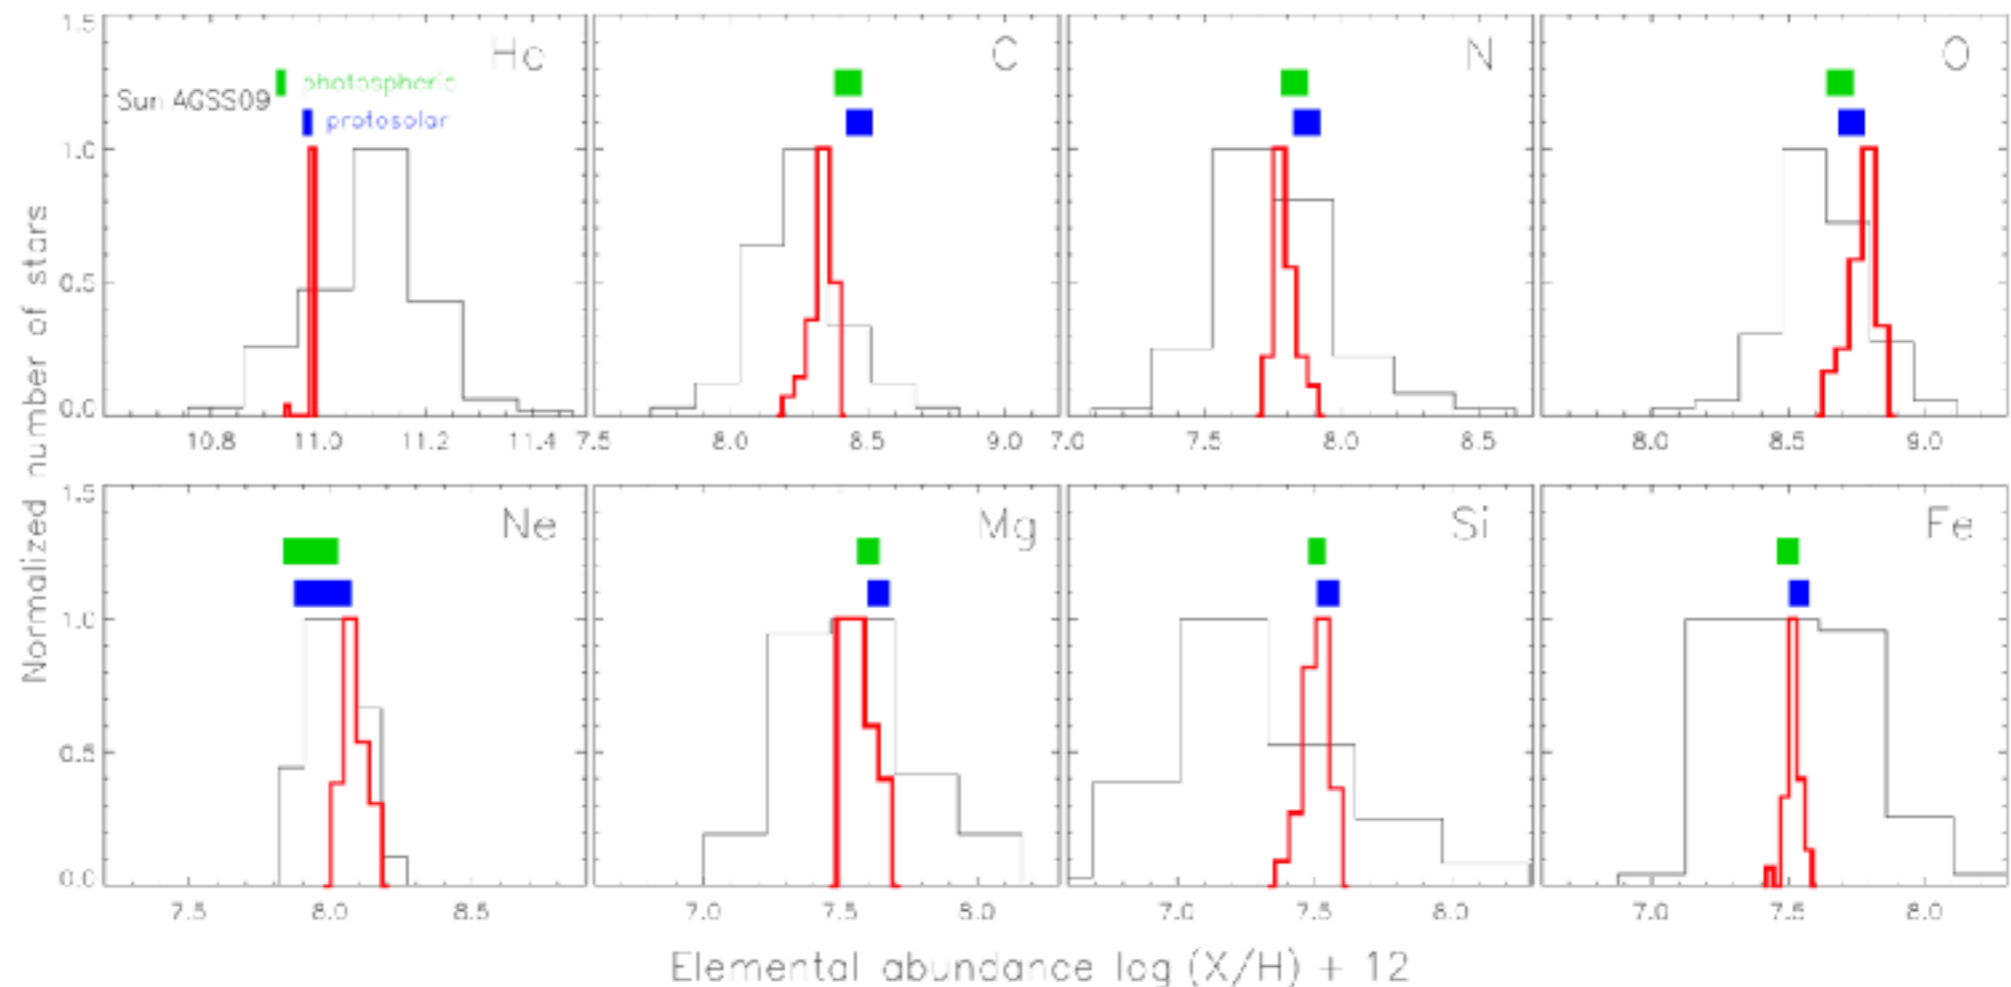 Normalized number of stars
1.5
1.0
0.5
0.0
He
Sun AGSS09
photospheric
protosolar
10.8 11.0 11.2 11.4
C
7.5 8.0 8.5 9.0
N
7.0 7.5 8.0 8.5
O
8.0 8.5 9.0
1.5
1.0
0.5
0.0
Ne
7.5 8.0 8.5
Mg
7.0 7.5 8.0
Si
7.0 7.5 8.0
Fe
7.0 7.5 8.0
Elemental abundance log (X/H) + 12